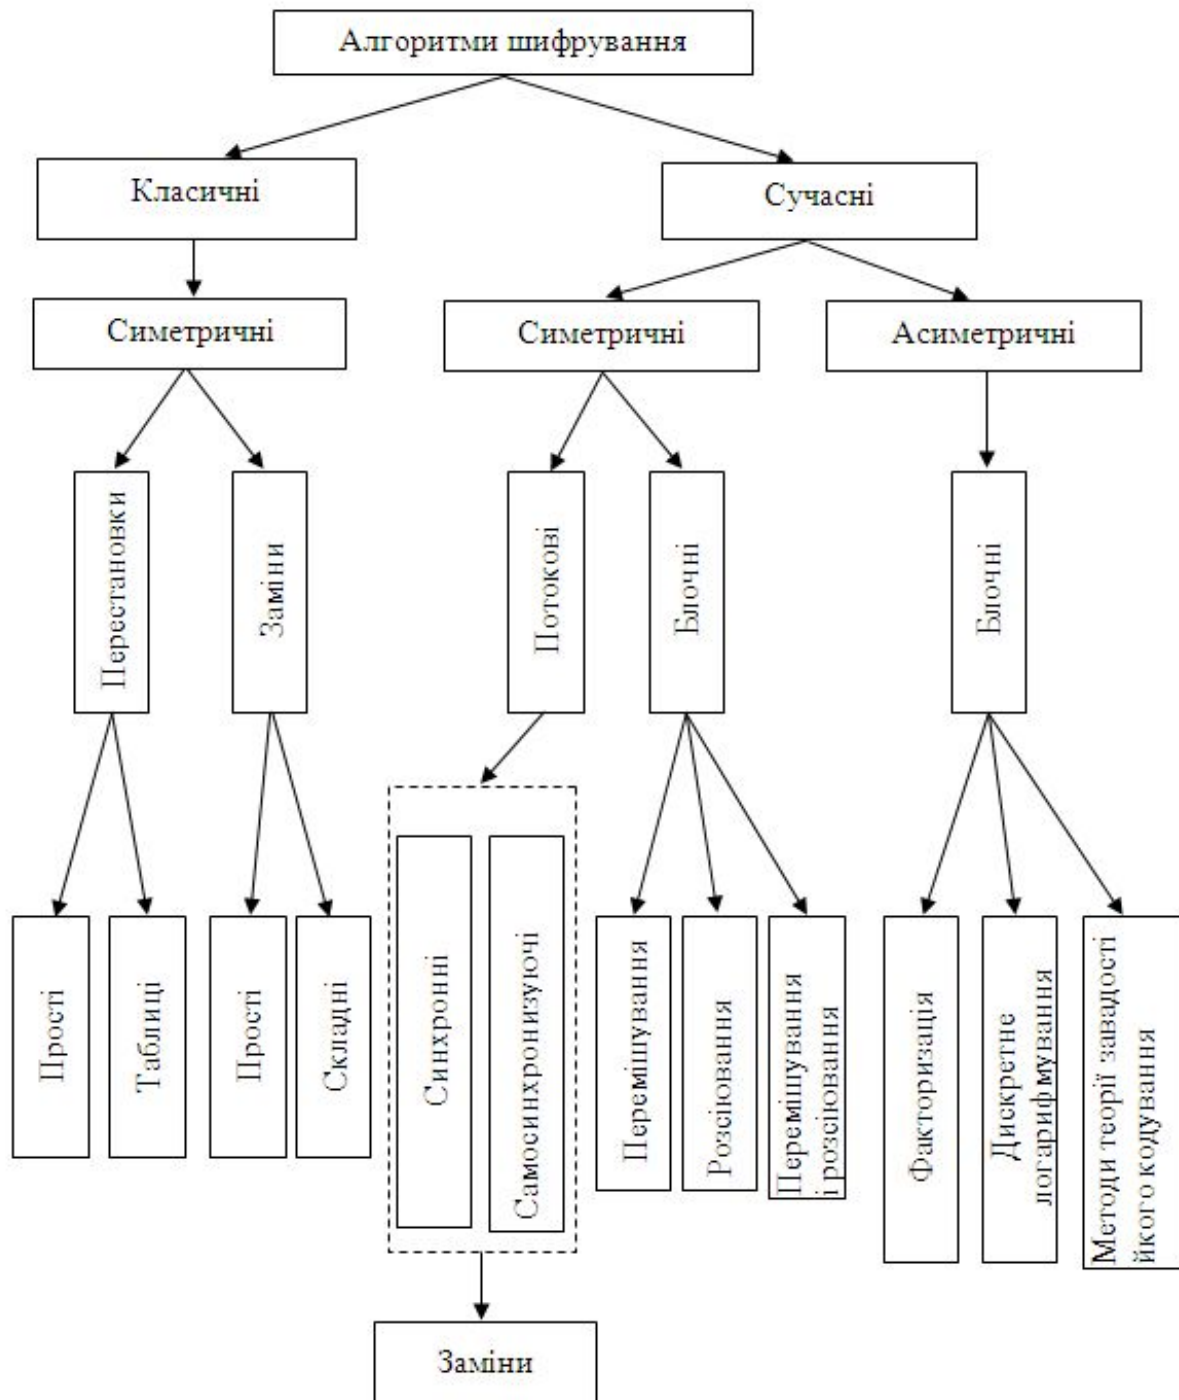 Алгоритми шифрування
Класичні
Сучасні
Симетричні
Симетричні
Асиметричні
Перестановки
Заміни
Потокові
Блочні
Блочні
Прості
Таблиці
Прості
Складні
Синхронні
Самосинхронизуючі
Перемішування
Розсіювання
Перемішування
і розсіювання
Факторизація
Дискретне
логарифмування
Методи теорії завадості
йкого кодування
Заміни